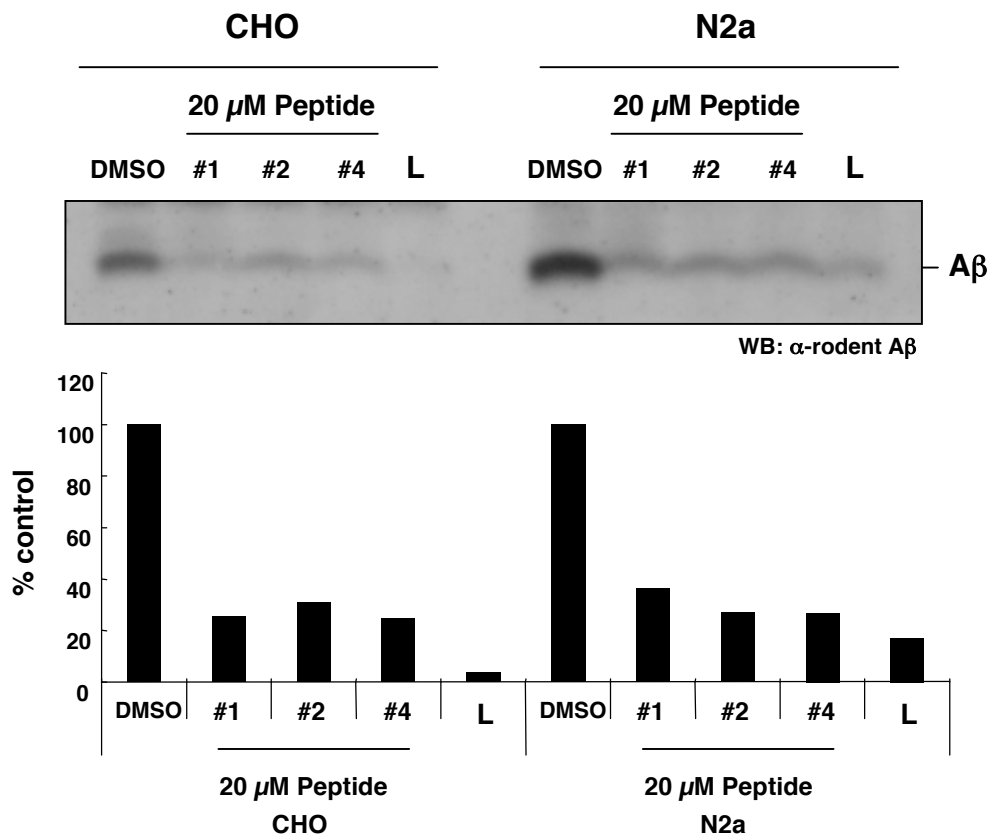 CHO N2a
20 µM Peptide 20 µM Peptide
DMSO #1 #2 #4 L DMSO #1 #2 #4 L
Aβ
WB: α-rodent Aβ
% control
120
100
80
60
40
20
0
DMSO #1 #2 #4 L DMSO #1 #2 #4 L
20 µM Peptide 20 µM Peptide
CHO N2a